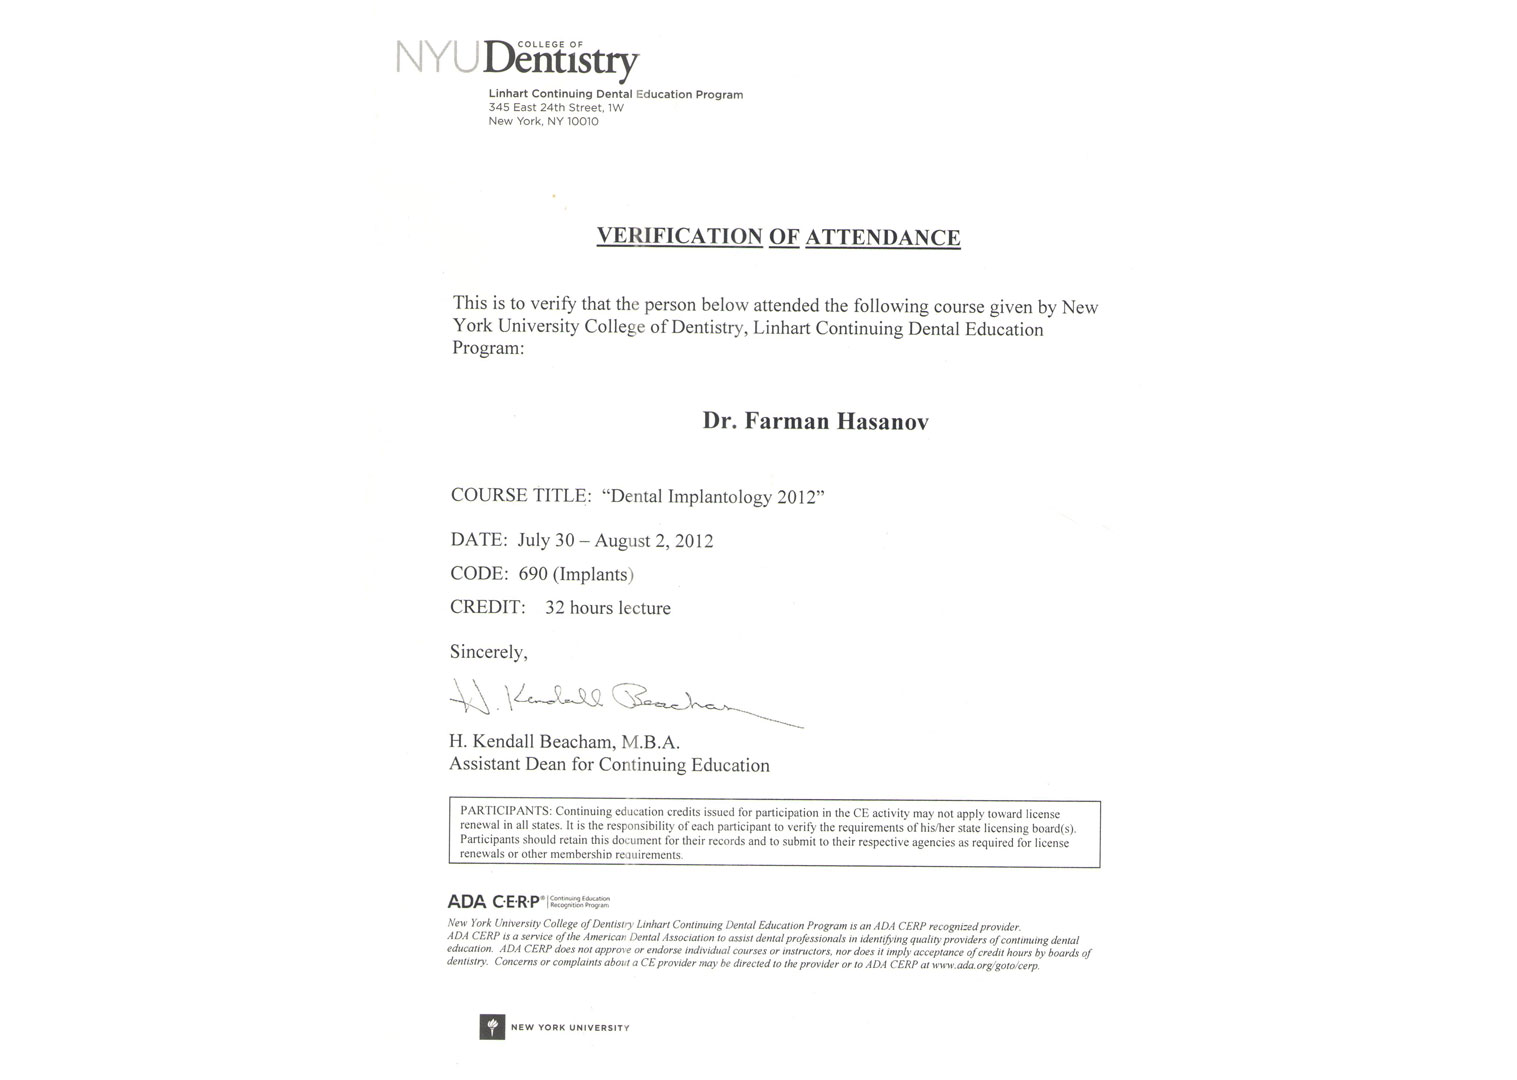 NYU COLLEGE OF Dentistry
Linhart Continuing Dental Education Program
345 East 24th Street, 1W
New York, NY 10010
VERIFICATION OF ATTENDANCE
This is to verify that the person below attended the following course given by New
York University College of Dentistry, Linhart Continuing Dental Education
Program:
Dr. Farman Hasanov
COURSE TITLE: “Dental Implantology 2012”
DATE: July 30 – August 2, 2012
CODE: 690 (Implants)
CREDIT: 32 hours lecture
Sincerely,
H. Kendall Beacham
H. Kendall Beacham, M.B.A.
Assistant Dean for Continuing Education
PARTICIPANTS: Continuing education credits issued for participation in the CE activity may not apply toward license
renewal in all states. It is the responsibility of each participant to verify the requirements of his/her state licensing board(s).
Participants should retain this document for their records and to submit to their respective agencies as required for license
renewals or other membership requirements.
ADA C·E·R·P® | Continuing Education
Recognition Program
New York University College of Dentistry Linhart Continuing Dental Education Program is an ADA CERP recognized provider.
ADA CERP is a service of the American Dental Association to assist dental professionals in identifying quality providers of continuing dental
education. ADA CERP does not approve or endorse individual courses or instructors, nor does it imply acceptance of credit hours by boards of
dentistry. Concerns or complaints about a CE provider may be directed to the provider or to ADA CERP at www.ada.org/goto/cerp.
NEW YORK UNIVERSITY